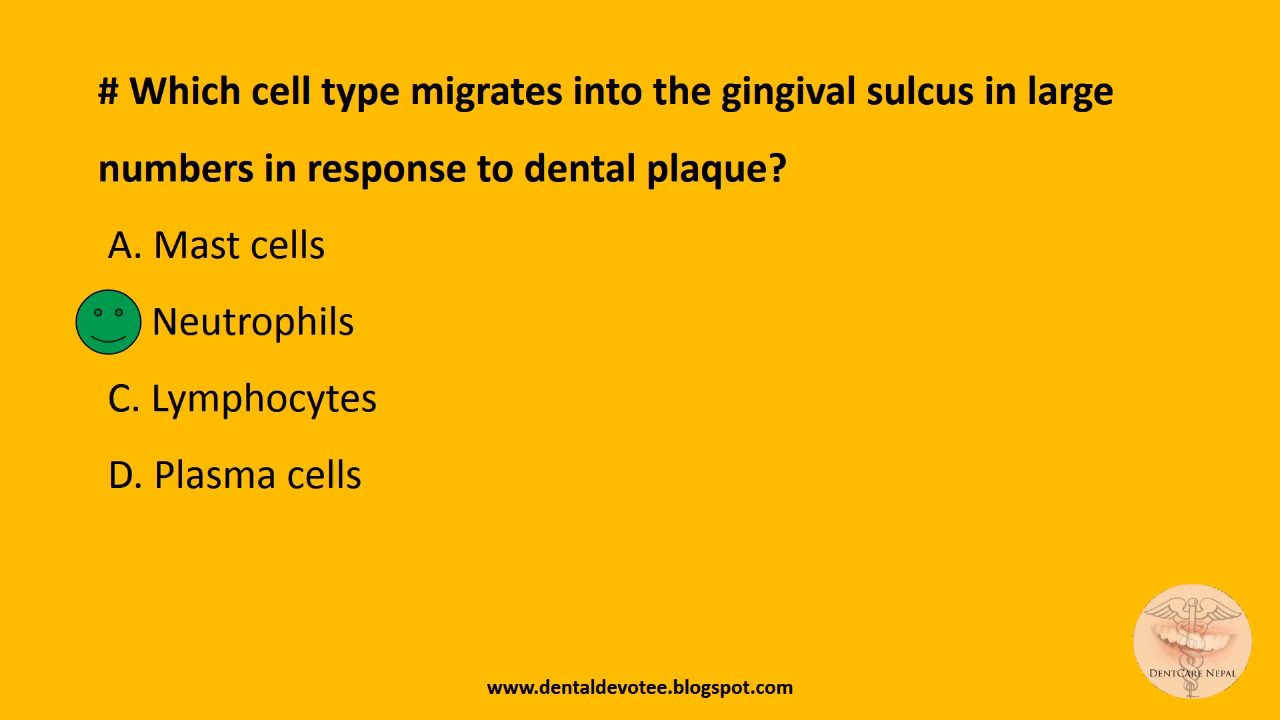 # Which cell type migrates into the gingival sulcus in large
numbers in response to dental plaque?
A. Mast cells
Neutrophils
C. Lymphocytes
D. Plasma cells
DENTCARE NEPAL
www.dentaldevotee.blogspot.com